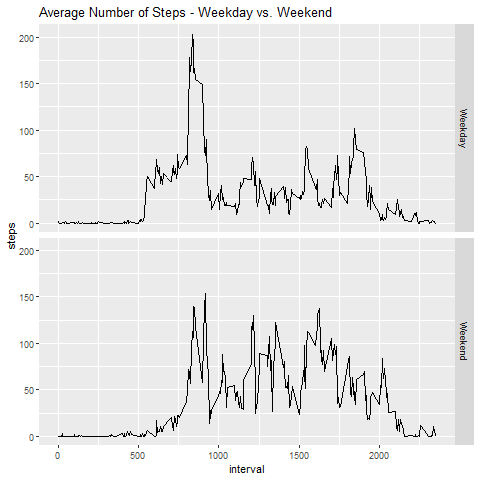 Average Number of Steps - Weekday vs. Weekend
200
150
100
50
0
Weekday
steps
200
150
100
50
0
Weekend
0 500 1000 1500 2000
interval